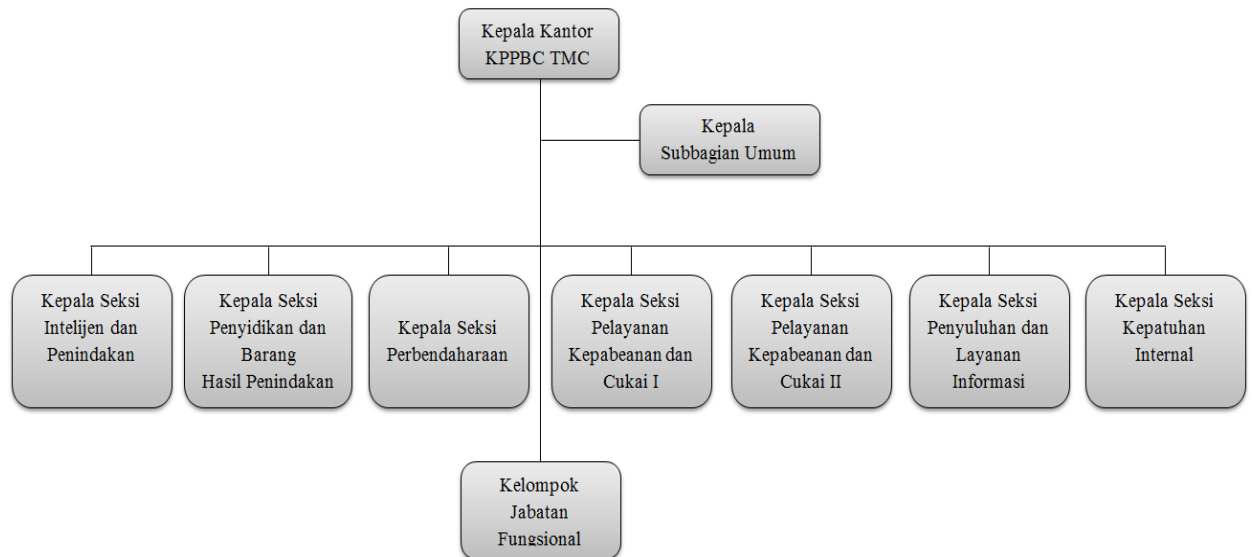 Kepala Kantor
KPPBC TMC
Kepala
Subbagian Umum
Kepala Seksi
Intelijen dan
Penindakan
Kepala Seksi
Penyidikan dan
Barang
Hasil Penindakan
Kepala Seksi
Perbendaharaan
Kepala Seksi
Pelayanan
Kepabeanan dan
Cukai I
Kepala Seksi
Pelayanan
Kepabeanan dan
Cukai II
Kepala Seksi
Penyuluhan dan
Layanan
Informasi
Kepala Seksi
Kepatuhan
Internal
Kelompok
Jabatan
Fungsional